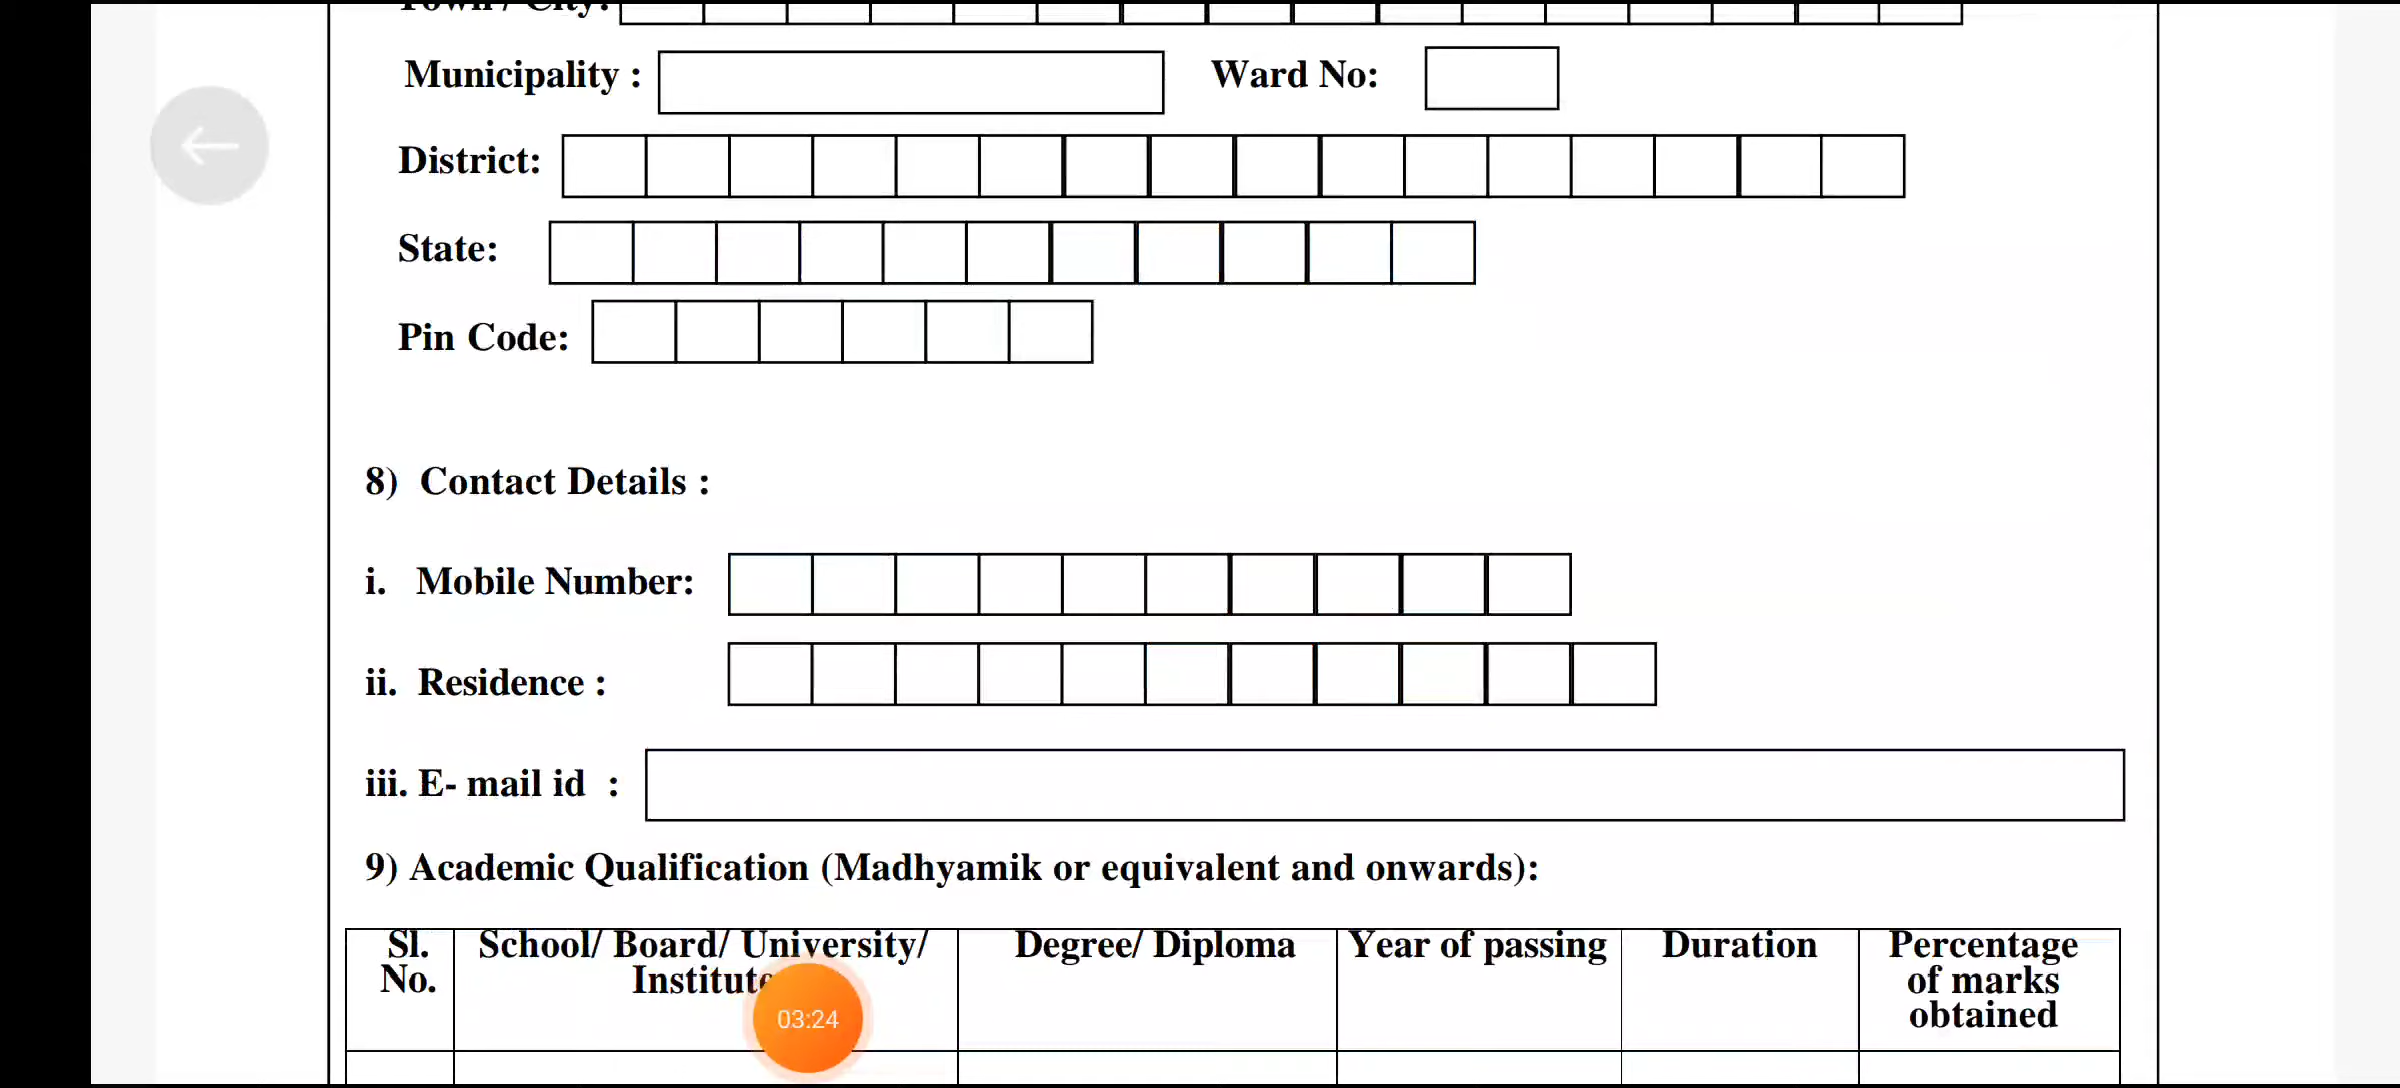 Town / City:
Municipality : Ward No:
District:
State:
Pin Code:
8) Contact Details :
i. Mobile Number:
ii. Residence :
iii. E- mail id :
9) Academic Qualification (Madhyamik or equivalent and onwards):
Sl. School/ Board/ University/ Degree/ Diploma Year of passing Duration Percentage
No. Institute of marks
obtained
03:24